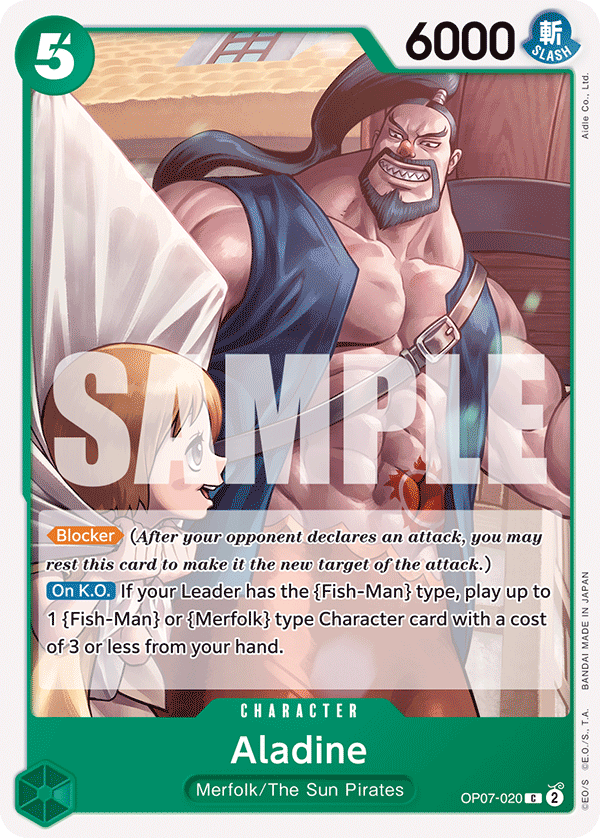 5
6000
斬
SLASH
Aidle Co., Ltd.
SAMPLE
Blocker (After your opponent declares an attack, you may
rest this card to make it the new target of the attack.)
On K.O. If your Leader has the {Fish-Man} type, play up to
1 {Fish-Man} or {Merfolk} type Character card with a cost
of 3 or less from your hand.
©EO/S ©E.O./S., T.A. BANDAI MADE IN JAPAN
CHARACTER
Aladine
Merfolk/The Sun Pirates
OP07-020 C 2